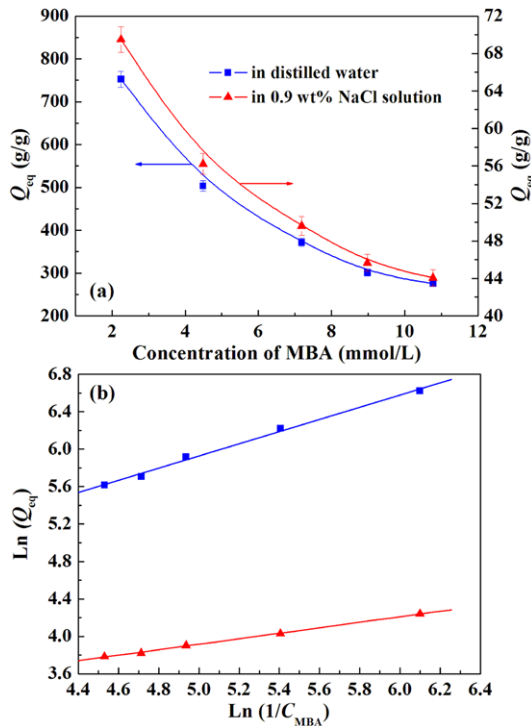 900
800
700
600
500
400
300
200
Q_eq (g/g)
72
68
64
60
56
52
48
44
40
Q_eq (g/g)
in distilled water
in 0.9 wt% NaCl solution
(a)
0 2 4 6 8 10 12
Concentration of MBA (mmol/L)
6.8
6.4
6.0
5.6
5.2
4.8
4.4
4.0
3.6
Ln (Q_eq)
(b)
4.4 4.6 4.8 5.0 5.2 5.4 5.6 5.8 6.0 6.2 6.4
Ln (1/C_MBA)